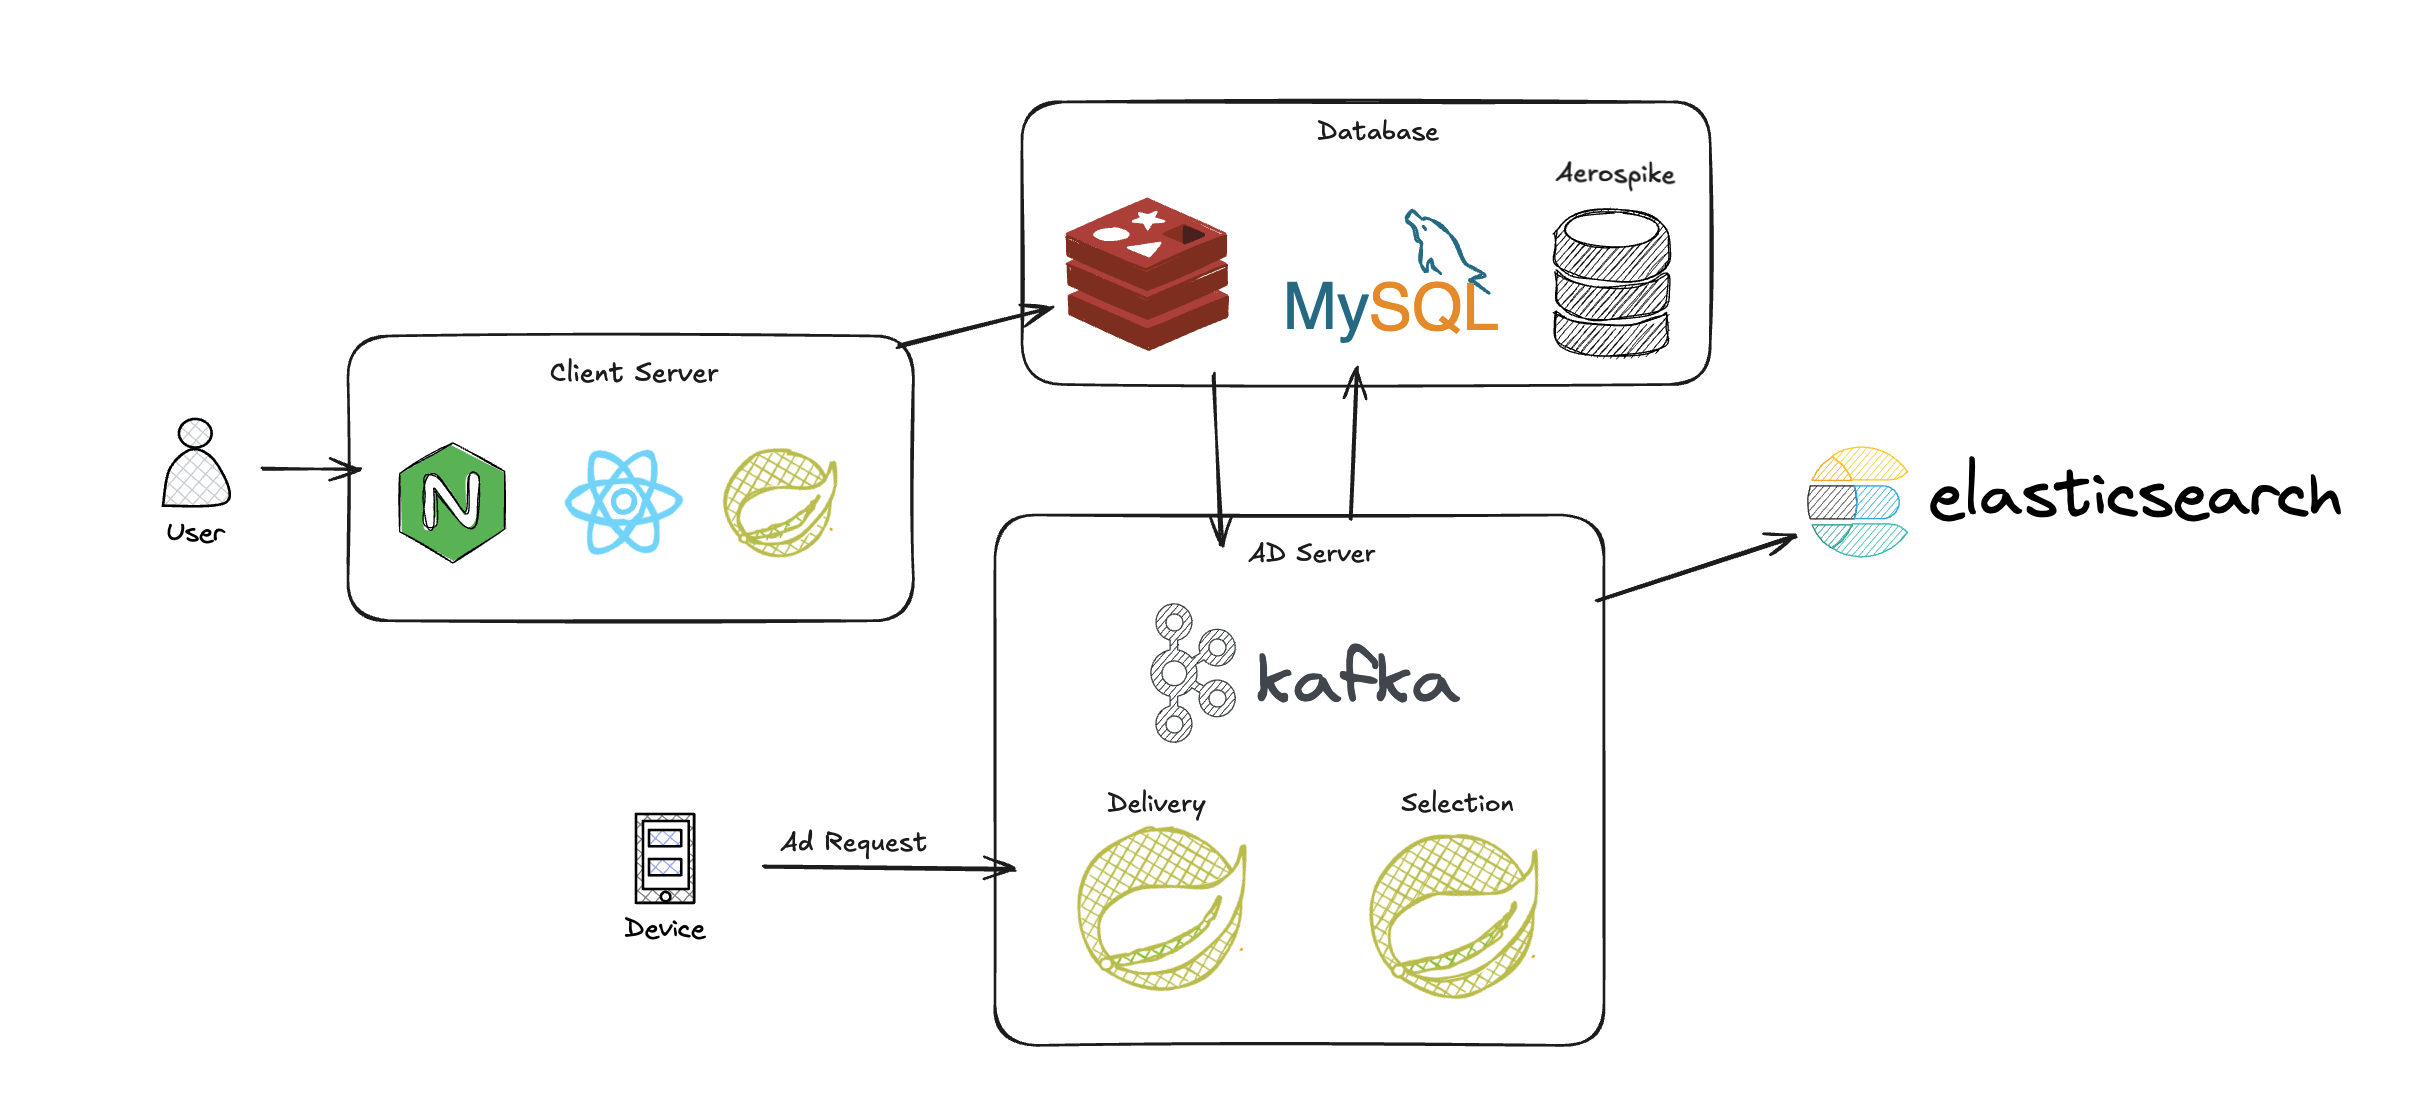 Database
Aerospike
MySQL
Client Server
N
User
elasticsearch
AD Server
kafka
Ad Request
Delivery
Selection
Device